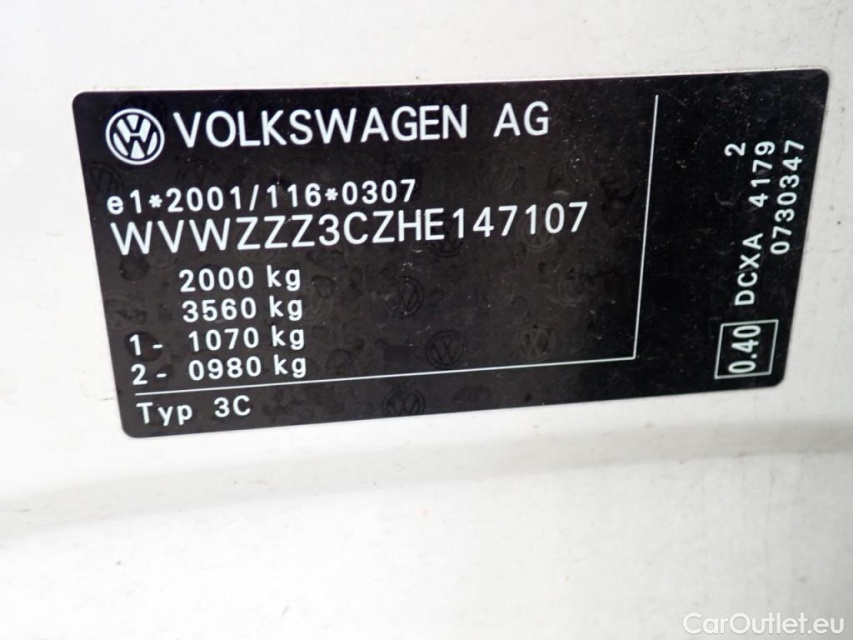 VOLKSWAGEN AG
e1*2001/116*0307
WVWZZZ3CZHE147107
2000 kg
3560 kg
1- 1070 kg
2- 0980 kg
Typ 3C
2
DCXA 4179
0730347
0.40
CarOutlet.eu